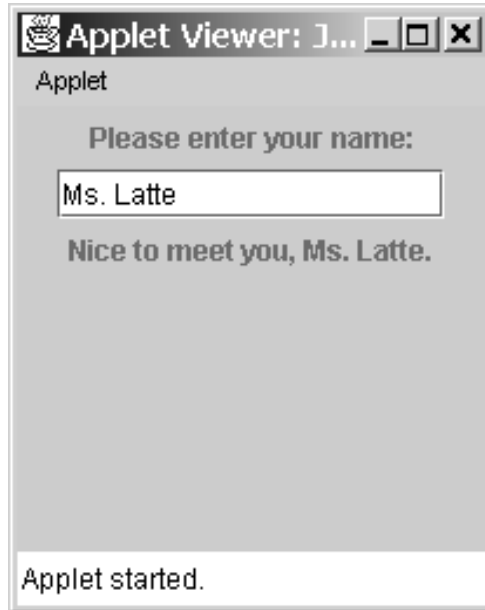 Applet Viewer: J...
Applet
Please enter your name:
Ms. Latte
Nice to meet you, Ms. Latte.
Applet started.